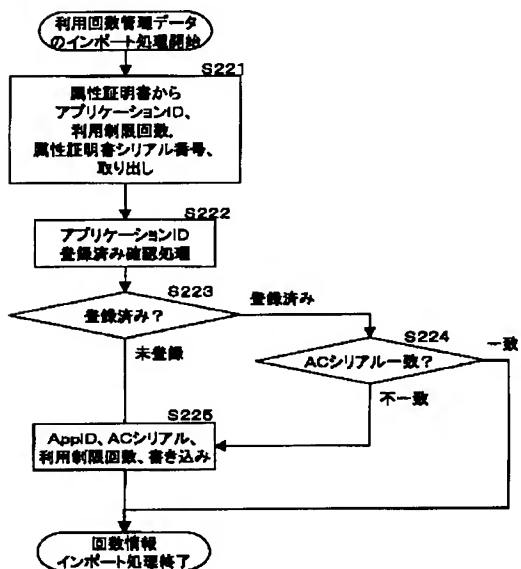 利用回数管理データ
のインポート処理開始
S221
属性証明書から
アプリケーションID、
利用制限回数、
属性証明書シリアル番号、
取り出し
S222
アプリケーションID
登録済み確認処理
S223
登録済み?
登録済み
未登録
S224
ACシリアル一致?
一致
不一致
S225
AppID、ACシリアル、
利用制限回数、書き込み
回数情報
インポート処理終了